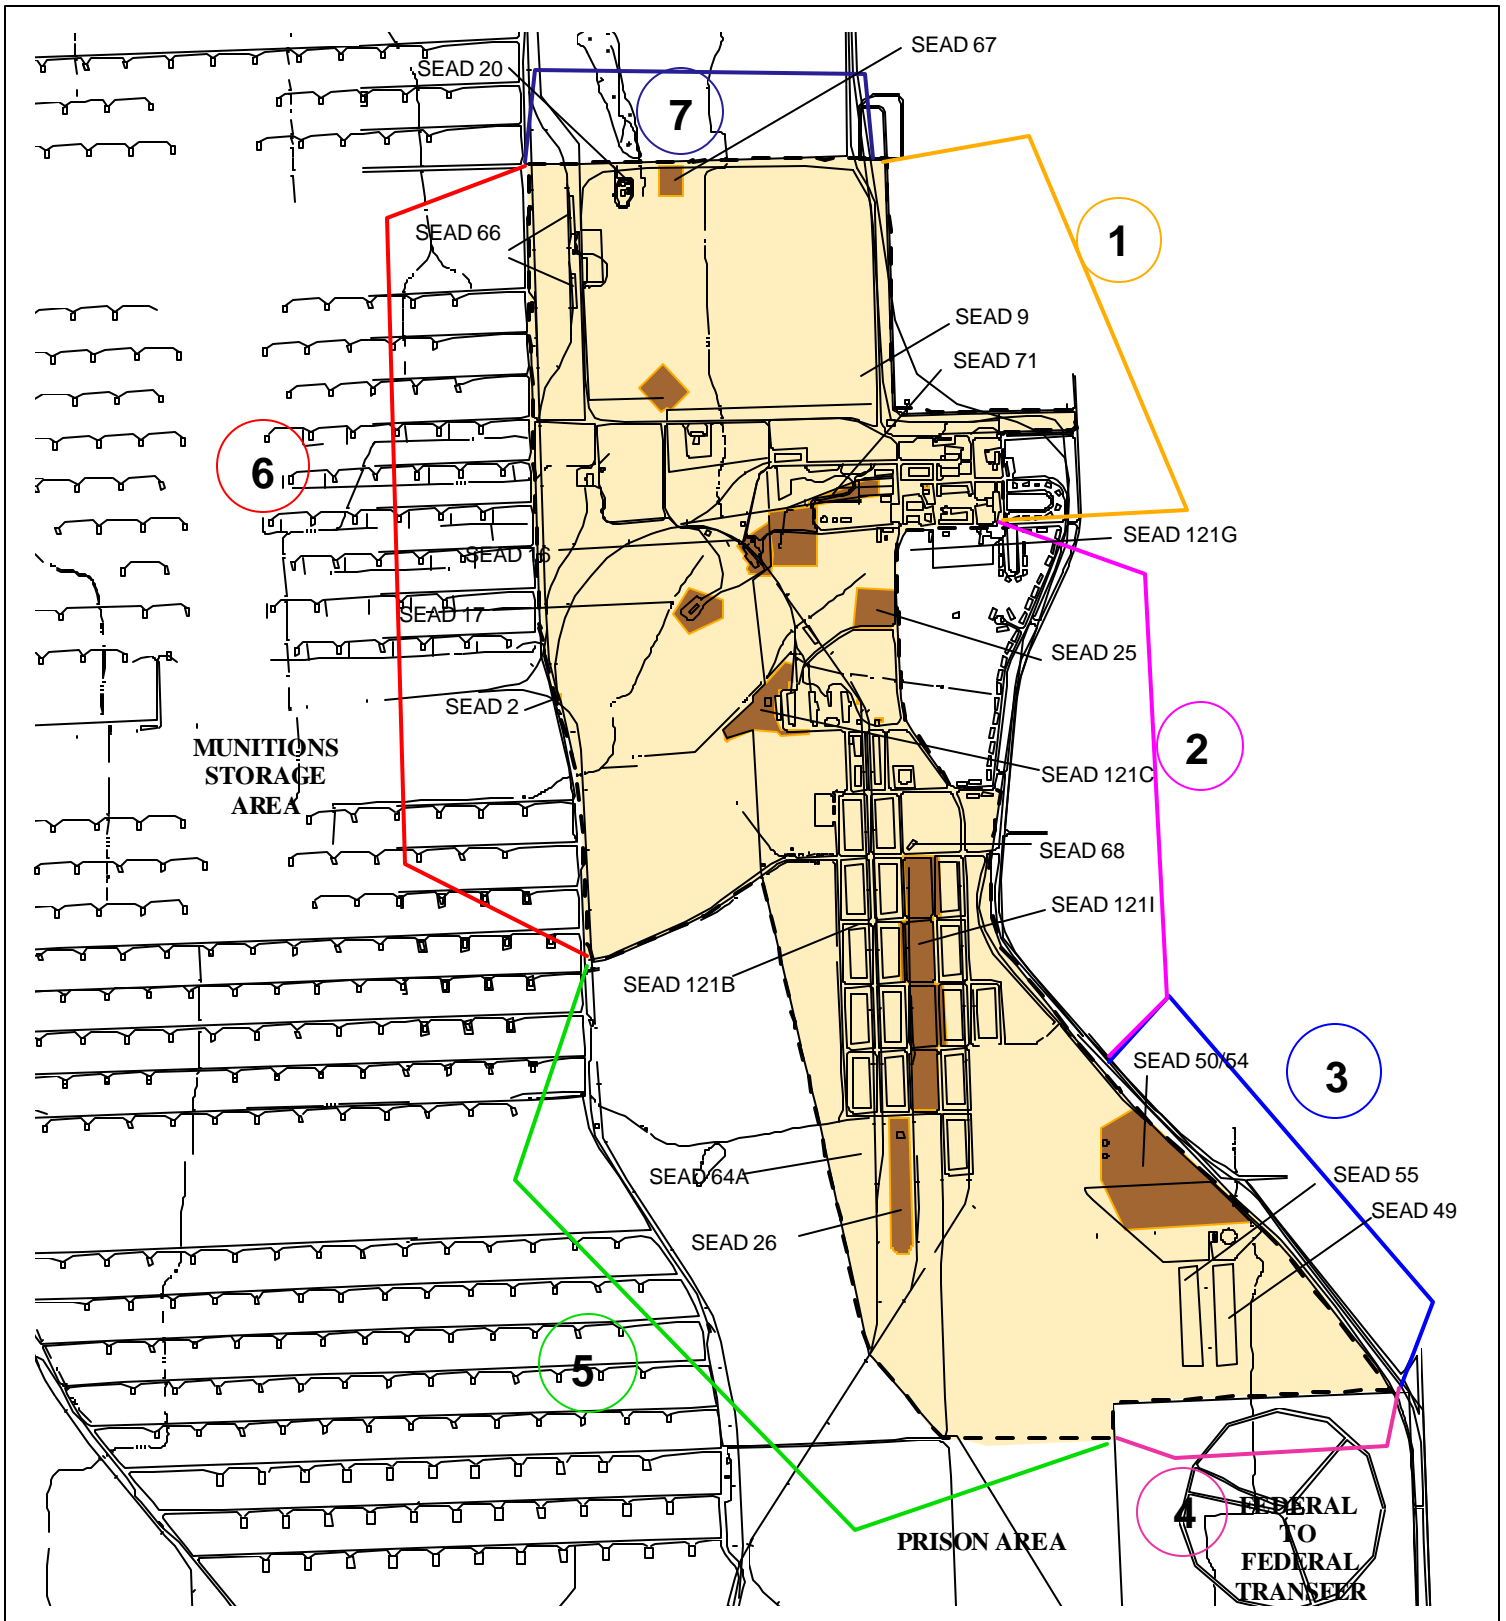 SEAD 67
SEAD 20
7
1
SEAD 66
SEAD 9
SEAD 71
6
SEAD 121G
SEAD 16
SEAD 17
SEAD 25
SEAD 2
2
MUNITIONS
STORAGE
AREA
SEAD 121C
SEAD 68
SEAD 121I
SEAD 121B
SEAD 50/54
3
SEAD 64A
SEAD 55
SEAD 49
SEAD 26
5
4
FEDERAL
TO
FEDERAL
TRANSFER
PRISON AREA